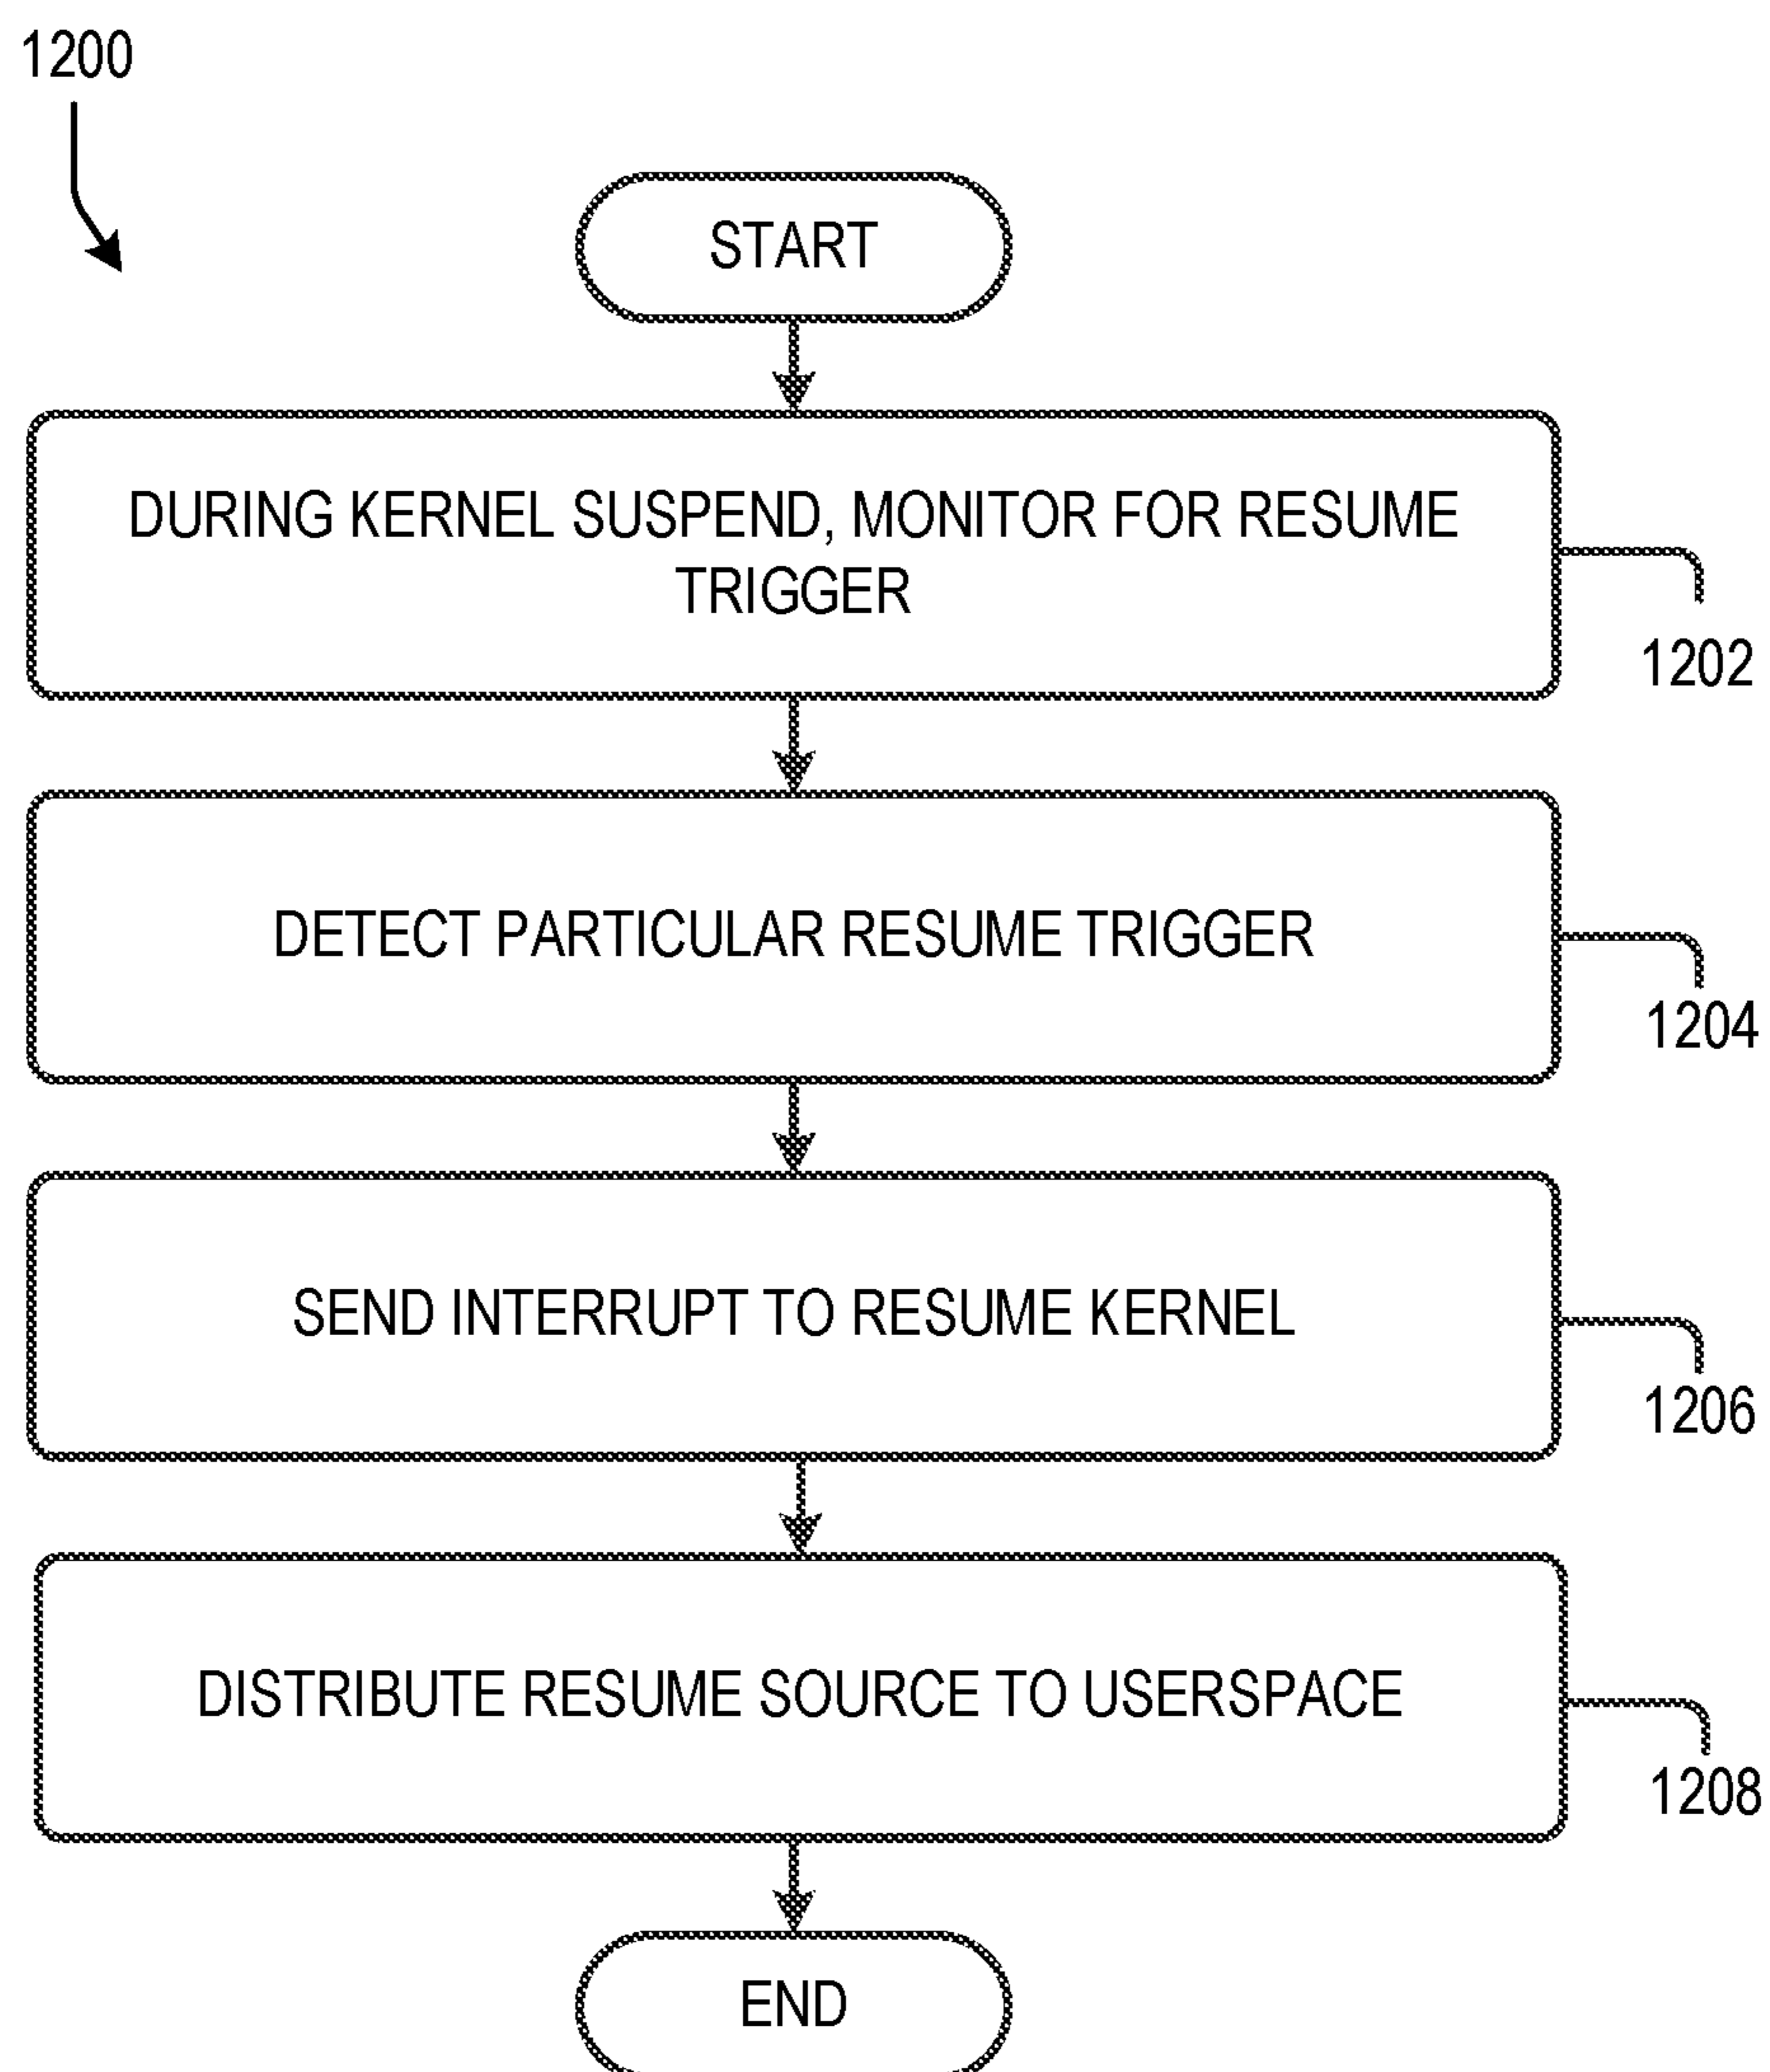 1200
START
DURING KERNEL SUSPEND, MONITOR FOR RESUME
TRIGGER
1202
DETECT PARTICULAR RESUME TRIGGER
1204
SEND INTERRUPT TO RESUME KERNEL
1206
DISTRIBUTE RESUME SOURCE TO USERSPACE
1208
END